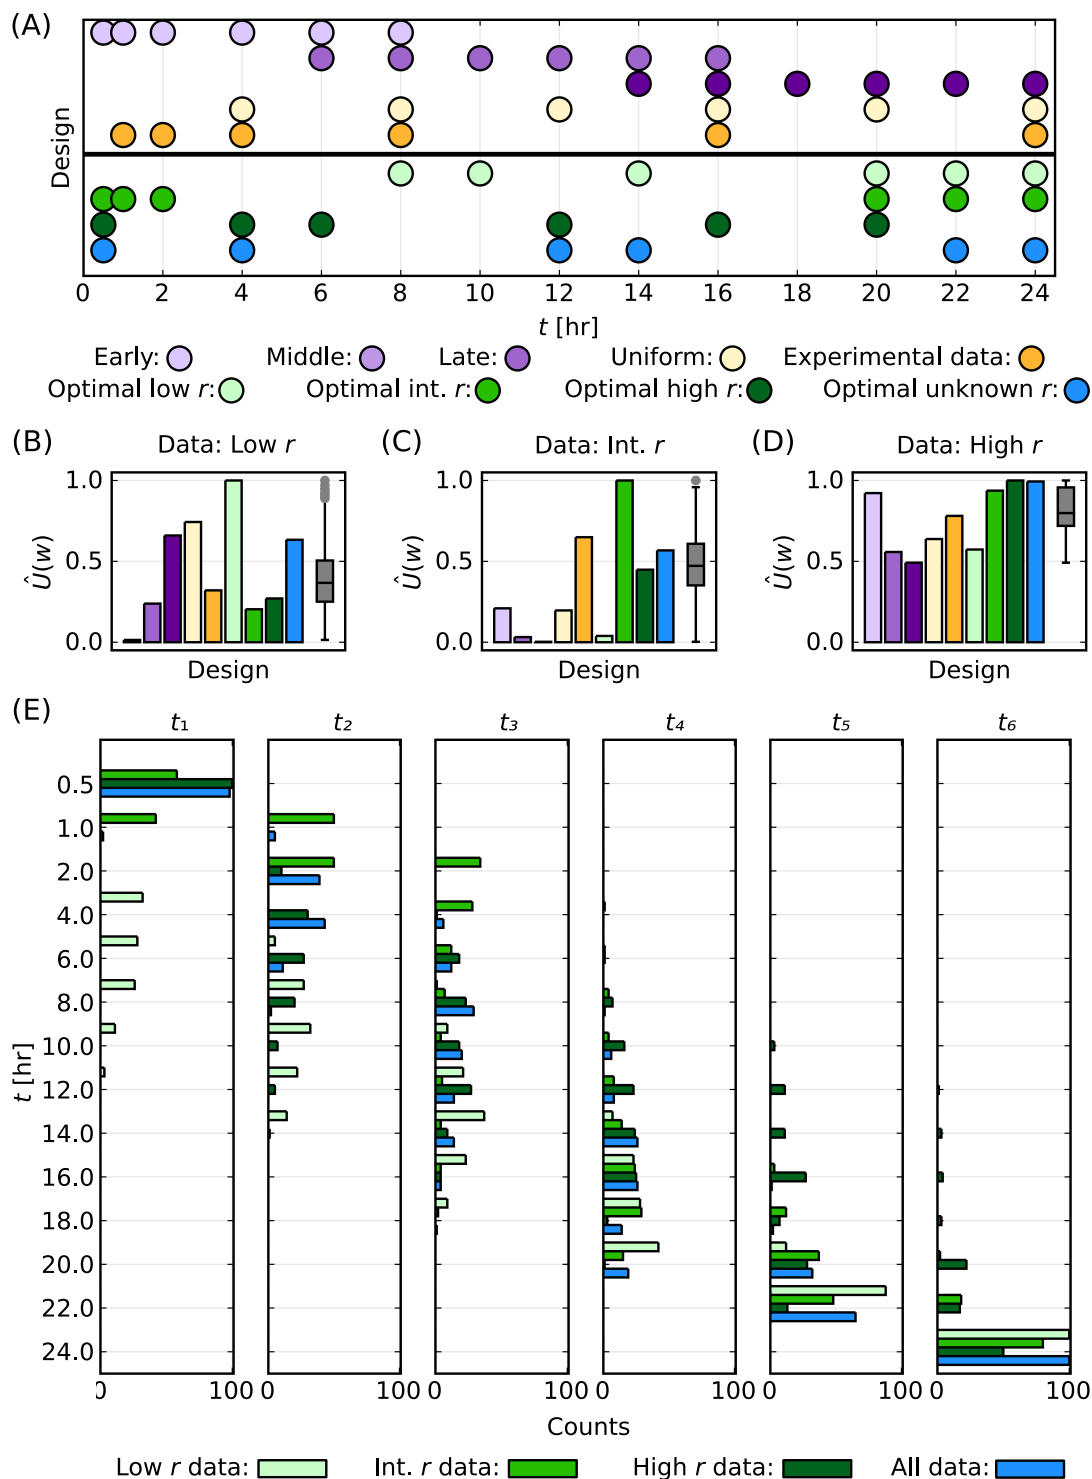 (A)
Design
0 2 4 6 8 10 12 14 16 18 20 22 24
t [hr]
Early: Middle: Late: Uniform: Experimental data:
Optimal low r: Optimal int. r: Optimal high r: Optimal unknown r:
(B) Data: Low r (C) Data: Int. r (D) Data: High r
1.0 1.0 1.0
0.5 0.5 0.5
0.0 0.0 0.0
Û(w) Û(w) Û(w)
Design Design Design
(E)
t₁ t₂ t₃ t₄ t₅ t₆
0.5
1.0
2.0
4.0
6.0
8.0
10.0
12.0
14.0
16.0
18.0
20.0
22.0
24.0
t [hr]
0 100 0 100 0 100 0 100 0 100 0 100
Counts
Low r data: Int. r data: High r data: All data: